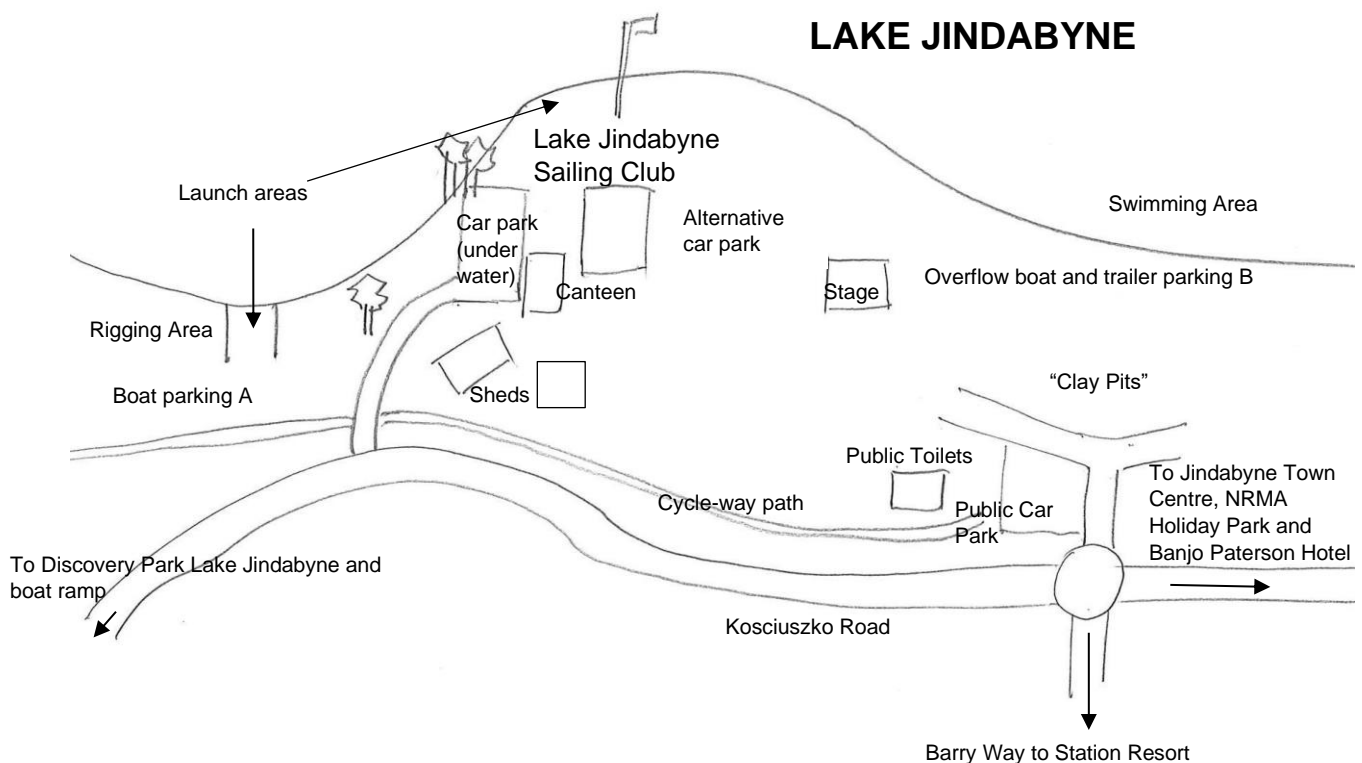 LAKE JINDABYNE
Lake Jindabyne
Sailing Club
Launch areas
Car park
(under
water)
Alternative
car park
Swimming Area
Canteen
Stage
Overflow boat and trailer parking B
Rigging Area
Boat parking A
Sheds
“Clay Pits”
Public Toilets
Cycle-way path
Public Car
Park
To Jindabyne Town
Centre, NRMA
Holiday Park and
Banjo Paterson Hotel
To Discovery Park Lake Jindabyne and
boat ramp
Kosciuszko Road
Barry Way to Station Resort